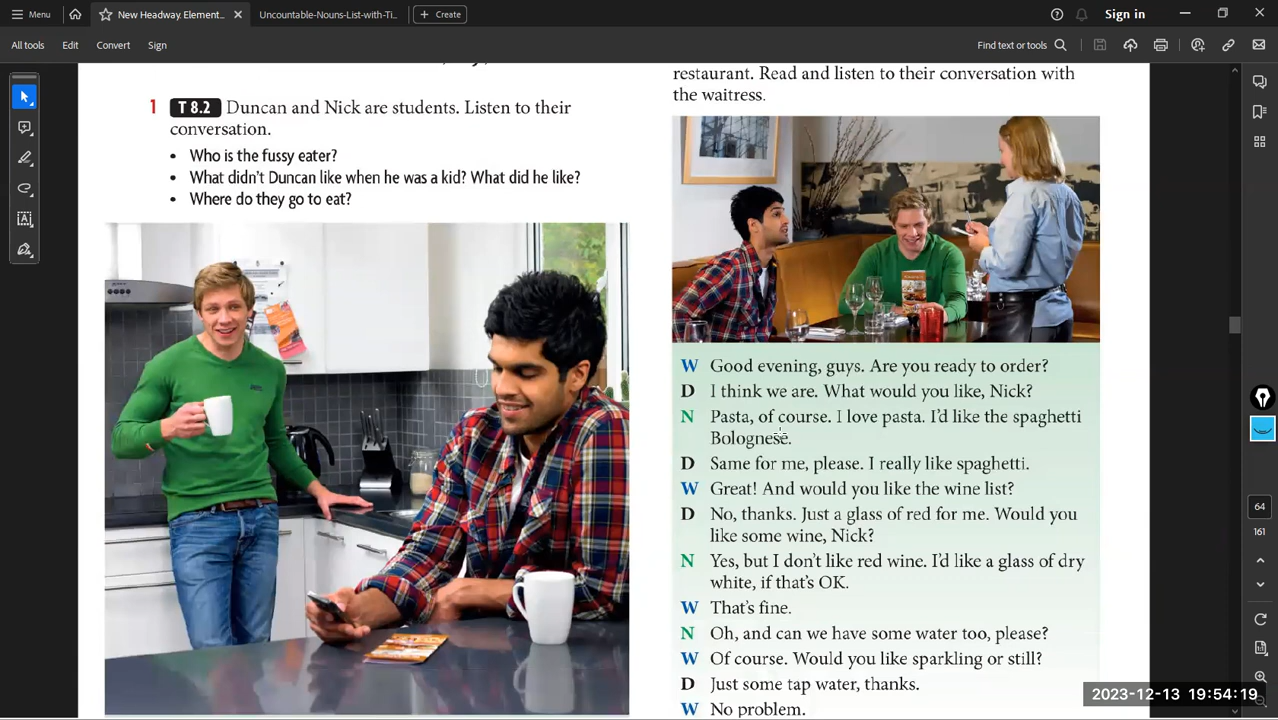 Menu
New Headway. Element...
Uncountable-Nouns-List-with-Ti...
Create
Sign in
All tools
Edit
Convert
Sign
Find text or tools
1 T 8.2 Duncan and Nick are students. Listen to their
conversation.
• Who is the fussy eater?
• What didn't Duncan like when he was a kid? What did he like?
• Where do they go to eat?
restaurant. Read and listen to their conversation with
the waitress.
W Good evening, guys. Are you ready to order?
D I think we are. What would you like, Nick?
N Pasta, of course. I love pasta. I'd like the spaghetti
Bolognese.
D Same for me, please. I really like spaghetti.
W Great! And would you like the wine list?
D No, thanks. Just a glass of red for me. Would you
like some wine, Nick?
N Yes, but I don't like red wine. I'd like a glass of dry
white, if that's OK.
W That's fine.
N Oh, and can we have some water too, please?
W Of course. Would you like sparkling or still?
D Just some tap water, thanks.
W No problem.
64
161
2023-12-13 19:54:19